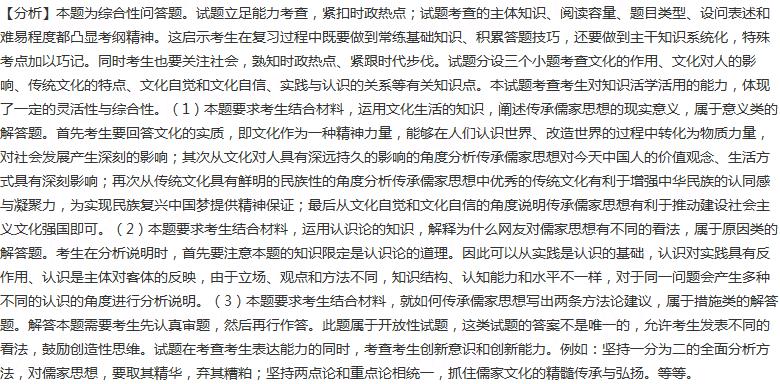 【分析】本题为综合性问答题。试题立足能力考查，紧扣时政热点；试题考查的主体知识、阅读容量、题目类型、设问表述和
难易程度都凸显考纲精神。这启示考生在复习过程中既要做到常练基础知识、积累答题技巧，还要做到主干知识系统化，特殊
考点加以巧记。同时考生也要关注社会，熟知时政热点、紧跟时代步伐。试题分设三个小题考查文化的作用、文化对人的影
响、传统文化的特点、文化自觉和文化自信、实践与认识的关系等有关知识点。本试题考查考生对知识活学活用的能力，体现
了一定的灵活性与综合性。（1）本题要求考生结合材料，运用文化生活的知识，阐述传承儒家思想的现实意义，属于意义类的
解答题。首先考生要回答文化的实质，即文化作为一种精神力量，能够在人们认识世界、改造世界的过程中转化为物质力量，
对社会发展产生深刻的影响；其次从文化对人具有深远持久的影响的角度分析传承儒家思想对今天中国人的价值观念、生活方
式具有深刻影响；再次从传统文化具有鲜明的民族性的角度分析传承儒家思想中优秀的传统文化有利于增强中华民族的认同感
与凝聚力，为实现民族复兴中国梦提供精神保证；最后从文化自觉和文化自信的角度说明传承儒家思想有利于推动建设社会主
义文化强国即可。（2）本题要求考生结合材料，运用认识论的知识，解释为什么网友对儒家思想有不同的看法，属于原因类的
解答题。考生在分析说明时，首先要注意本题的知识限定是认识论的道理。因此可以从实践是认识的基础，认识对实践具有反
作用、认识是主体对客体的反映，由于立场、观点和方法不同，知识结构、认知能力和水平不一样，对于同一问题会产生多种
不同的认识的角度进行分析说明。（3）本题要求考生结合材料，就如何传承儒家思想写出两条方法论建议，属于措施类的解答
题。解答本题需要考生先认真审题，然后再行作答。此题属于开放性试题，这类试题的答案不是唯一的，允许考生发表不同的
看法，鼓励创造性思维。试题在考查考生表达能力的同时，考查考生创新意识和创新能力。例如：坚持一分为二的全面分析方
法，对儒家思想，要取其精华，弃其糟粕；坚持两点论和重点论相统一，抓住儒家文化的精髓传承与弘扬。等等。